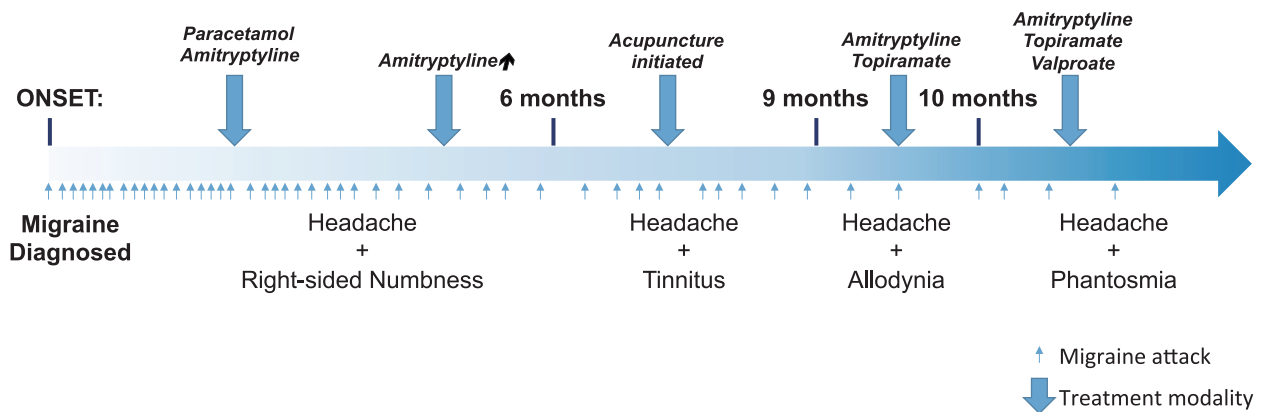 Paracetamol
Amitryptyline
Amitryptyline
Acupuncture
initiated
Amitryptyline
Topiramate
Amitryptyline
Topiramate
Valproate
ONSET:
6 months
9 months
10 months
Migraine
Diagnosed
Headache
+
Right-sided Numbness
Headache
+
Tinnitus
Headache
+
Allodynia
Headache
+
Phantosmia
Migraine attack
Treatment modality